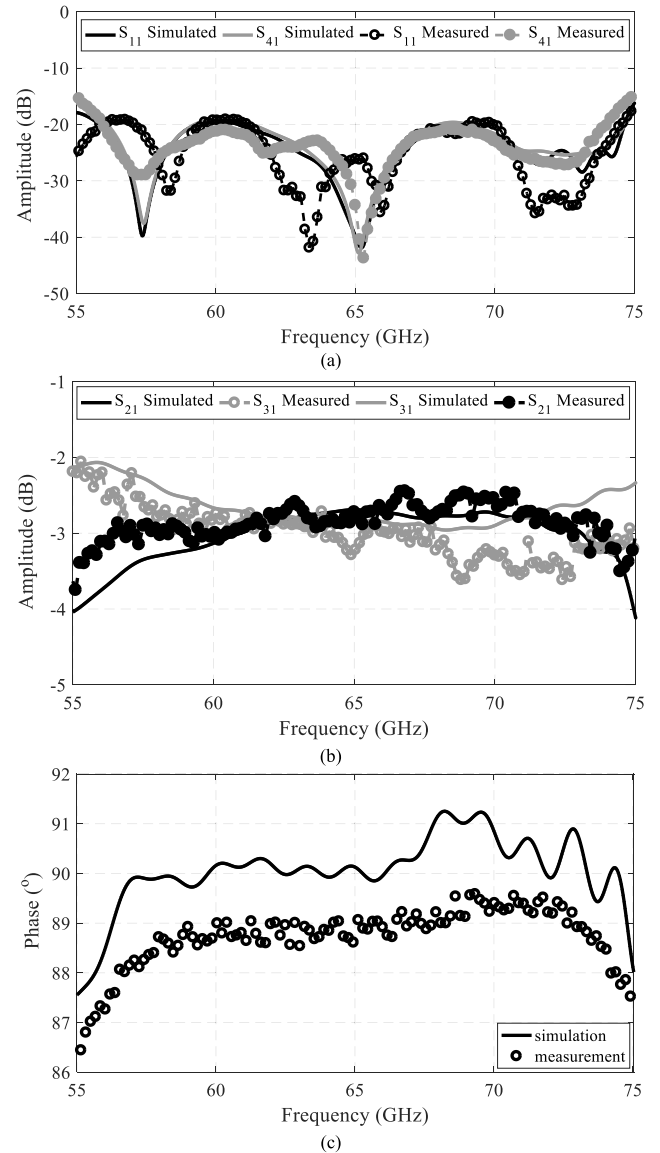 0
S11 Simulated S41 Simulated S11 Measured S41 Measured
-10
-20
-30
-40
-50
Amplitude (dB)
55 60 65 70 75
Frequency (GHz)
(a)
-1
S21 Simulated S31 Measured S31 Simulated S21 Measured
-2
-3
-4
-5
Amplitude (dB)
55 60 65 70 75
Frequency (GHz)
(b)
92
91
90
89
88
87
86
Phase (°)
simulation
measurement
55 60 65 70 75
Frequency (GHz)
(c)